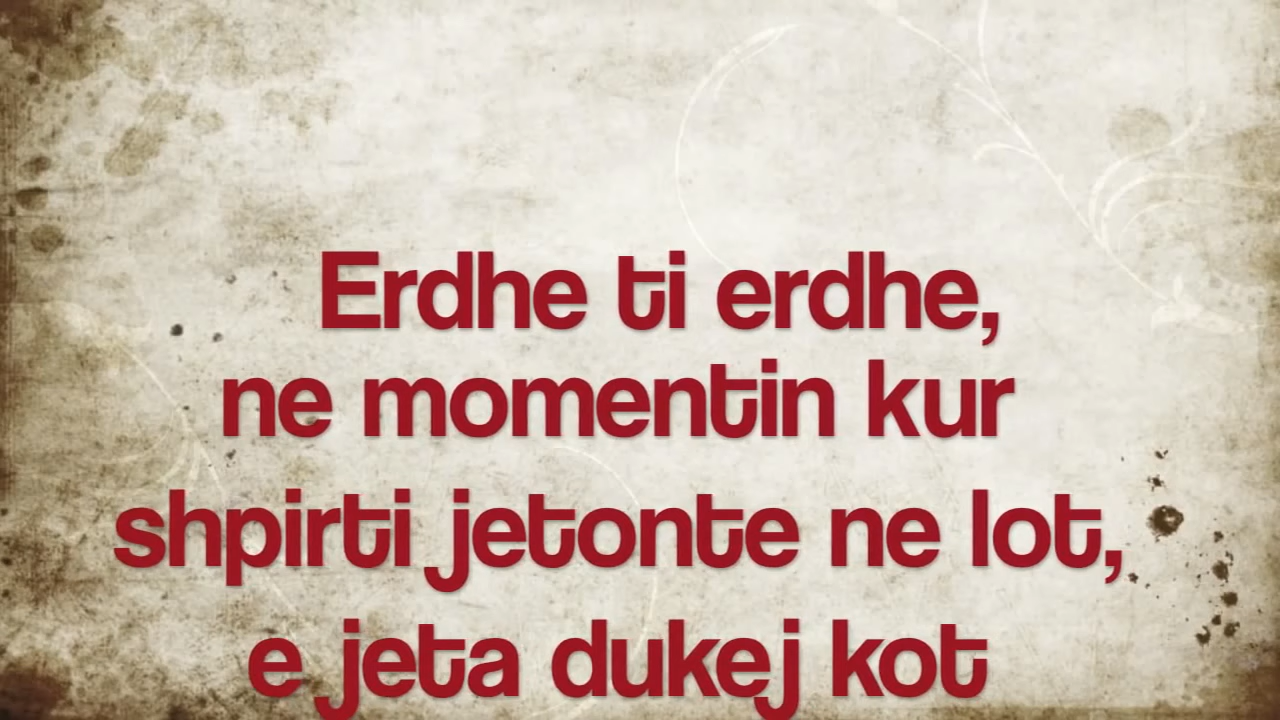 Erdhe ti erdhe,
ne momentin kur
shpirti jetonte ne lot,
e jeta dukej kot